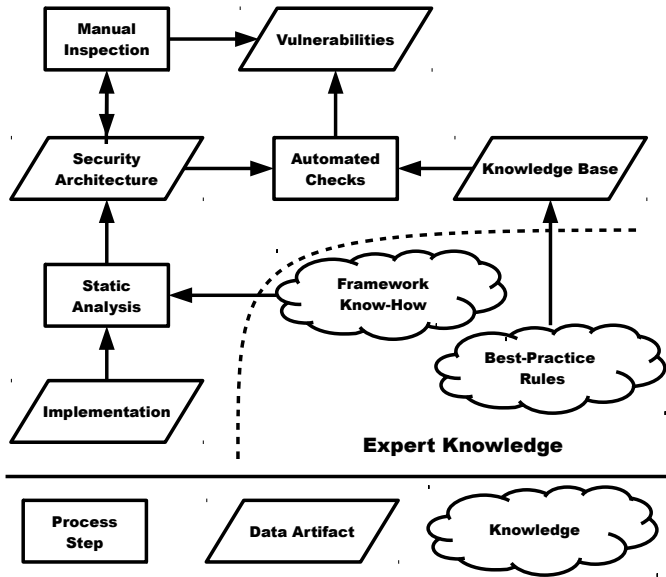 Manual
Inspection
Vulnerabilities
Security
Architecture
Automated
Checks
Knowledge Base
Static
Analysis
Framework
Know-How
Best-Practice
Rules
Implementation
Expert Knowledge
Process
Step
Data Artifact
Knowledge